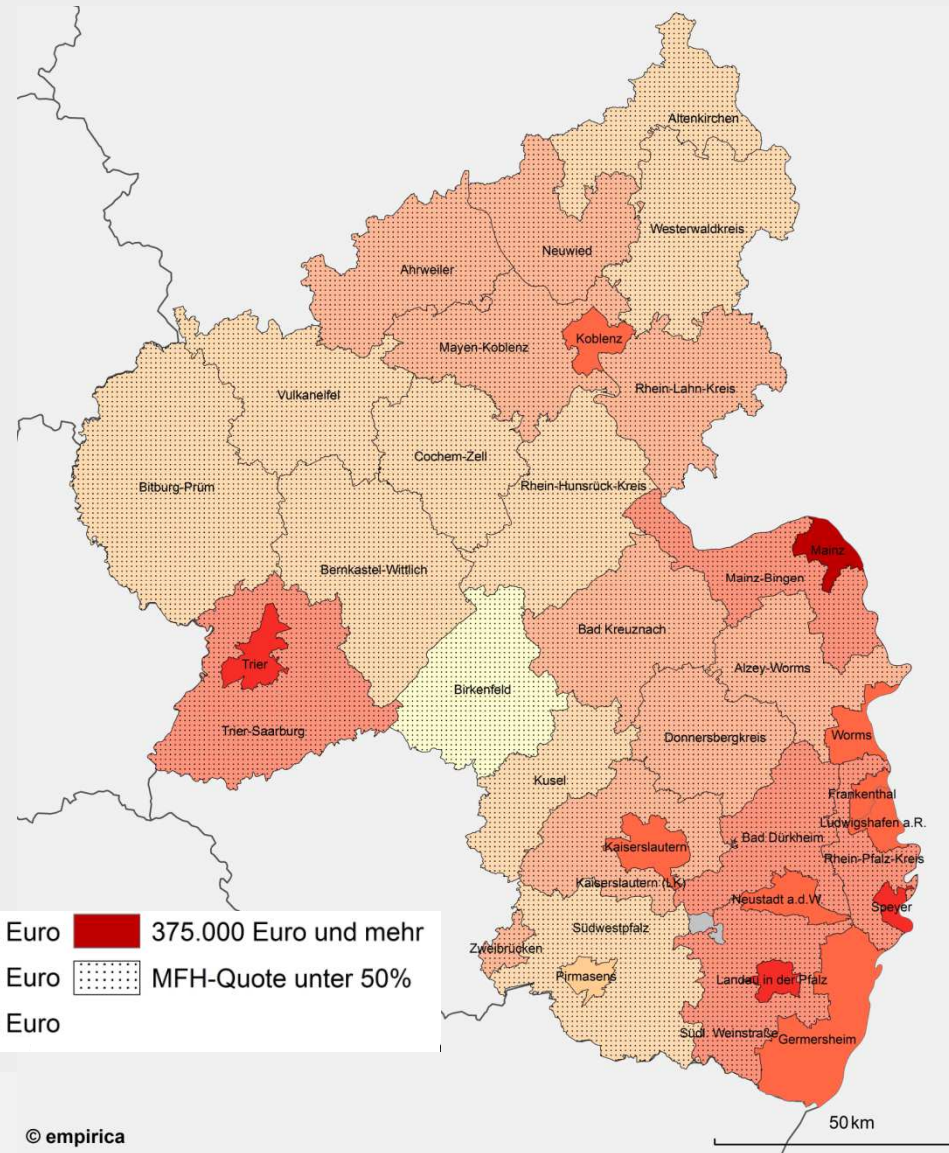 Altenkirchen
Westerwaldkreis
Neuwied
Ahrweiler
Koblenz
Mayen-Koblenz
Rhein-Lahn-Kreis
Vulkaneifel
Cochem-Zell
Bitburg-Prüm
Rhein-Hunsrück-Kreis
Mainz
Bernkastel-Wittlich
Mainz-Bingen
Bad Kreuznach
Trier
Alzey-Worms
Birkenfeld
Trier-Saarburg
Donnersbergkreis
Worms
Kusel
Frankenthal
Ludwigshafen a.R.
Bad Dürkheim
Kaiserslautern
Rhein-Pfalz-Kreis
Kaiserslautern (LK)
Neustadt a.d.W.
Speyer
Südwestpfalz
Zweibrücken
Pirmasens
Landau in der Pfalz
Südl. Weinstraße
Germersheim
Euro 375.000 Euro und mehr
Euro MFH-Quote unter 50%
Euro
50 km
© empirica